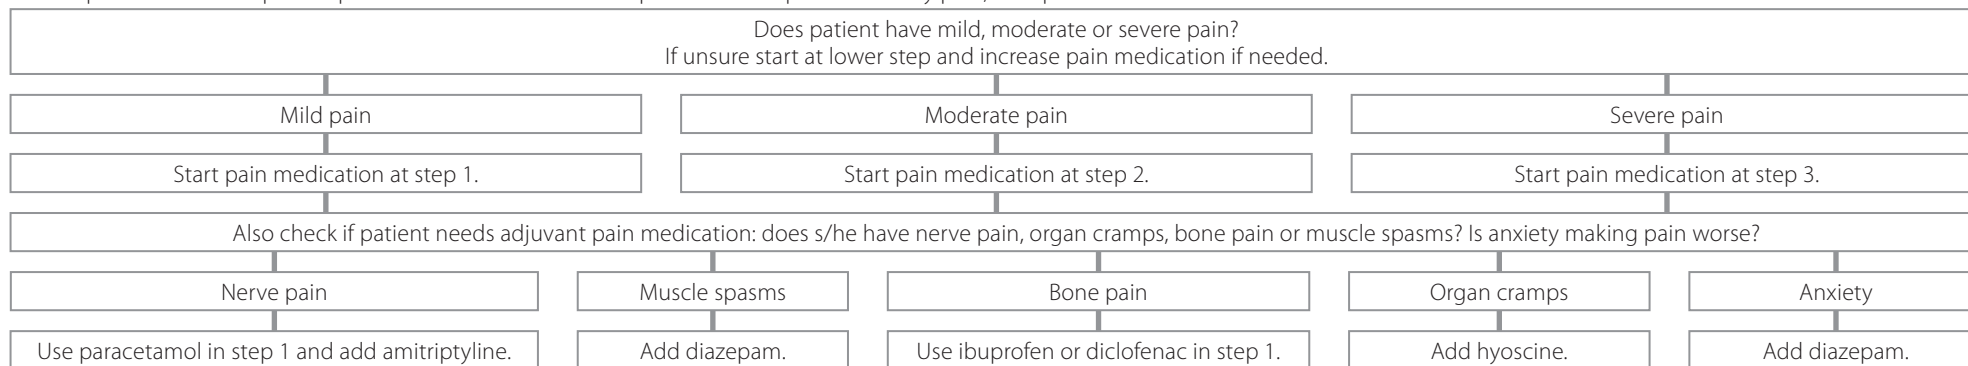 Does patient have mild, moderate or severe pain?
If unsure start at lower step and increase pain medication if needed.
Mild pain
Moderate pain
Severe pain
Start pain medication at step 1.
Start pain medication at step 2.
Start pain medication at step 3.
Also check if patient needs adjuvant pain medication: does s/he have nerve pain, organ cramps, bone pain or muscle spasms? Is anxiety making pain worse?
Nerve pain
Muscle spasms
Bone pain
Organ cramps
Anxiety
Use paracetamol in step 1 and add amitriptyline.
Add diazepam.
Use ibuprofen or diclofenac in step 1.
Add hyoscine.
Add diazepam.